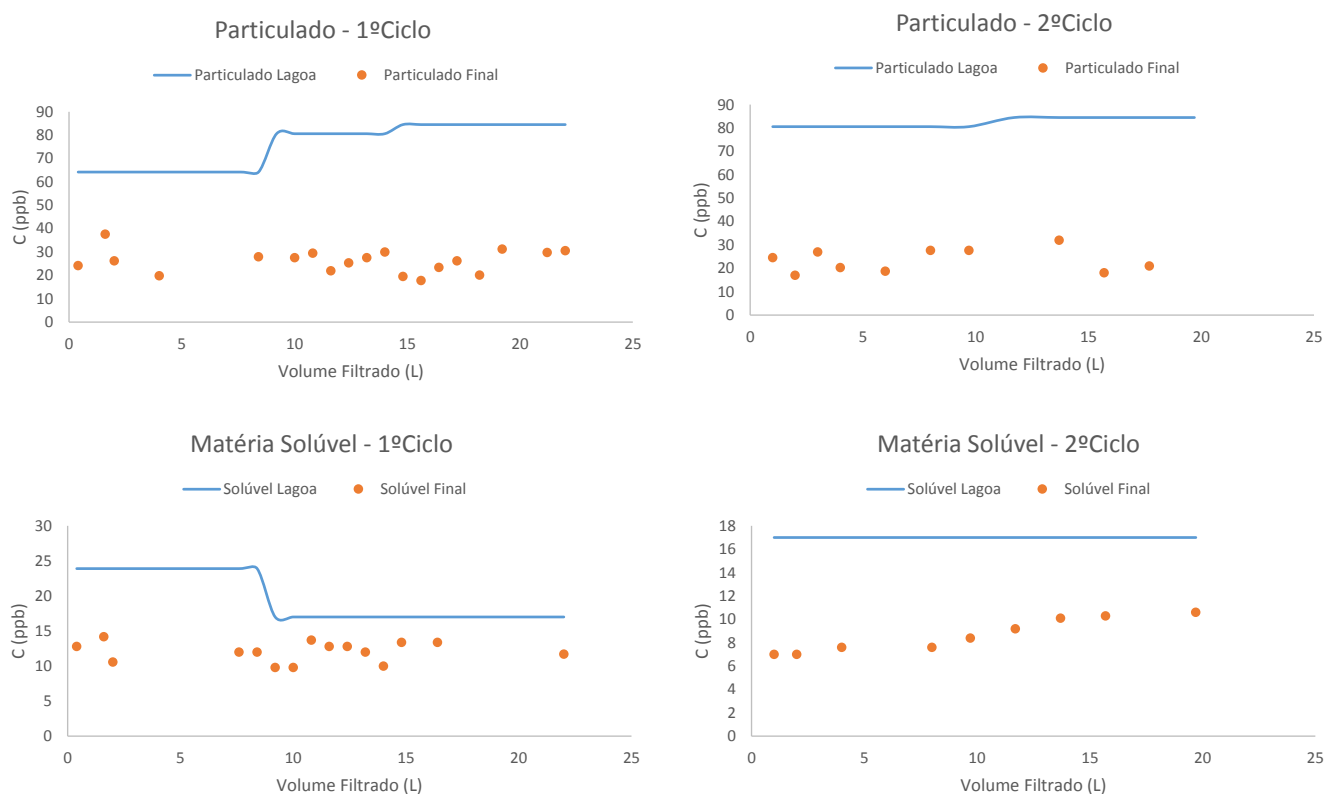 Particulado - 1ºCiclo
Particulado Lagoa
Particulado Final
C (ppb)
90
80
70
60
50
40
30
20
10
0
0 5 10 15 20 25
Volume Filtrado (L)
Particulado - 2ºCiclo
Particulado Lagoa
Particulado Final
C (ppb)
90
80
70
60
50
40
30
20
10
0
0 5 10 15 20 25
Volume Filtrado (L)
Matéria Solúvel - 1ºCiclo
Solúvel Lagoa
Solúvel Final
C (ppb)
30
25
20
15
10
5
0
0 5 10 15 20 25
Volume Filtrado (L)
Matéria Solúvel - 2ºCiclo
Solúvel Lagoa
Solúvel Final
C (ppb)
18
16
14
12
10
8
6
4
2
0
0 5 10 15 20 25
Volume Filtrado (L)